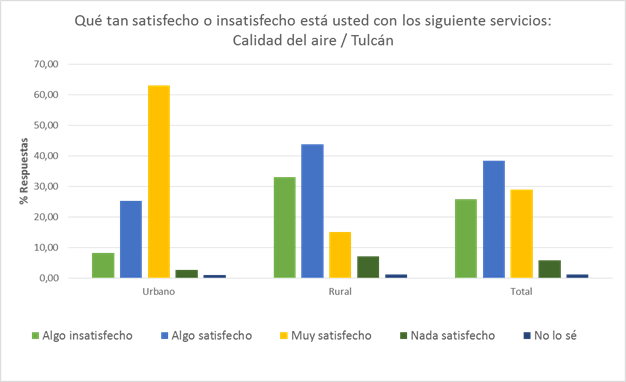 Qué tan satisfecho o insatisfecho está usted con los siguiente servicios:
Calidad del aire / Tulcán
% Respuestas
70,00
60,00
50,00
40,00
30,00
20,00
10,00
0,00
Urbano Rural Total
Algo insatisfecho Algo satisfecho Muy satisfecho Nada satisfecho No lo sé